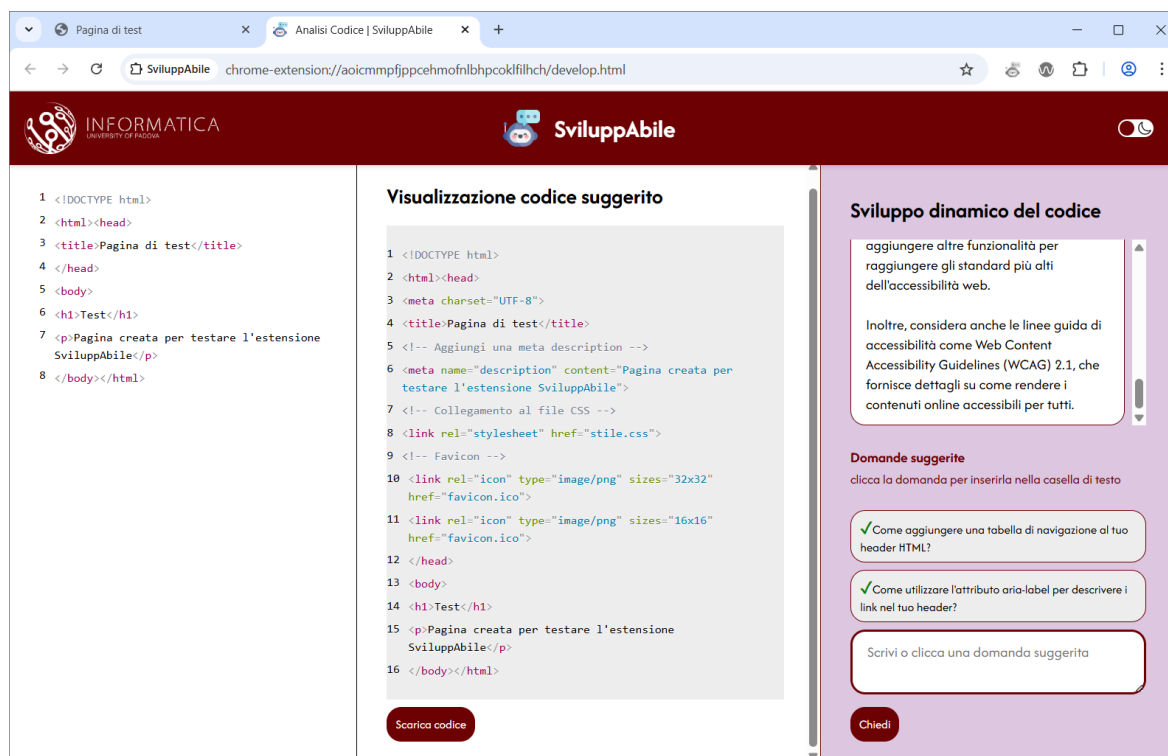 Pagina di test
Analisi Codice | SviluppAbile
SviluppAbile
chrome-extension://aoicmmpfjppcehmofnlbhpcoklfilhch/develop.html
INFORMATICA
UNIVERSITY OF PADOVA
SviluppAbile
1 <!DOCTYPE html>
2 <html><head>
3 <title>Pagina di test</title>
4 </head>
5 <body>
6 <h1>Test</h1>
7 <p>Pagina creata per testare l'estensione
SviluppAbile</p>
8 </body></html>
Visualizzazione codice suggerito
1 <!DOCTYPE html>
2 <html><head>
3 <meta charset="UTF-8">
4 <title>Pagina di test</title>
5 <!-- Aggiungi una meta description -->
6 <meta name="description" content="Pagina creata per
testare l'estensione SviluppAbile">
7 <!-- Collegamento al file CSS -->
8 <link rel="stylesheet" href="stile.css">
9 <!-- Favicon -->
10 <link rel="icon" type="image/png" sizes="32x32"
href="favicon.ico">
11 <link rel="icon" type="image/png" sizes="16x16"
href="favicon.ico">
12 </head>
13 <body>
14 <h1>Test</h1>
15 <p>Pagina creata per testare l'estensione
SviluppAbile</p>
16 </body></html>
Scarica codice
Sviluppo dinamico del codice
aggiungere altre funzionalità per
raggiungere gli standard più alti
dell'accessibilità web.
Inoltre, considera anche le linee guida di
accessibilità come Web Content
Accessibility Guidelines (WCAG) 2.1, che
fornisce dettagli su come rendere i
contenuti online accessibili per tutti.
Domande suggerite
clicca la domanda per inserirla nella casella di testo
✓Come aggiungere una tabella di navigazione al tuo
header HTML?
✓Come utilizzare l'attributo aria-label per descrivere i
link nel tuo header?
Scrivi o clicca una domanda suggerita
Chiedi